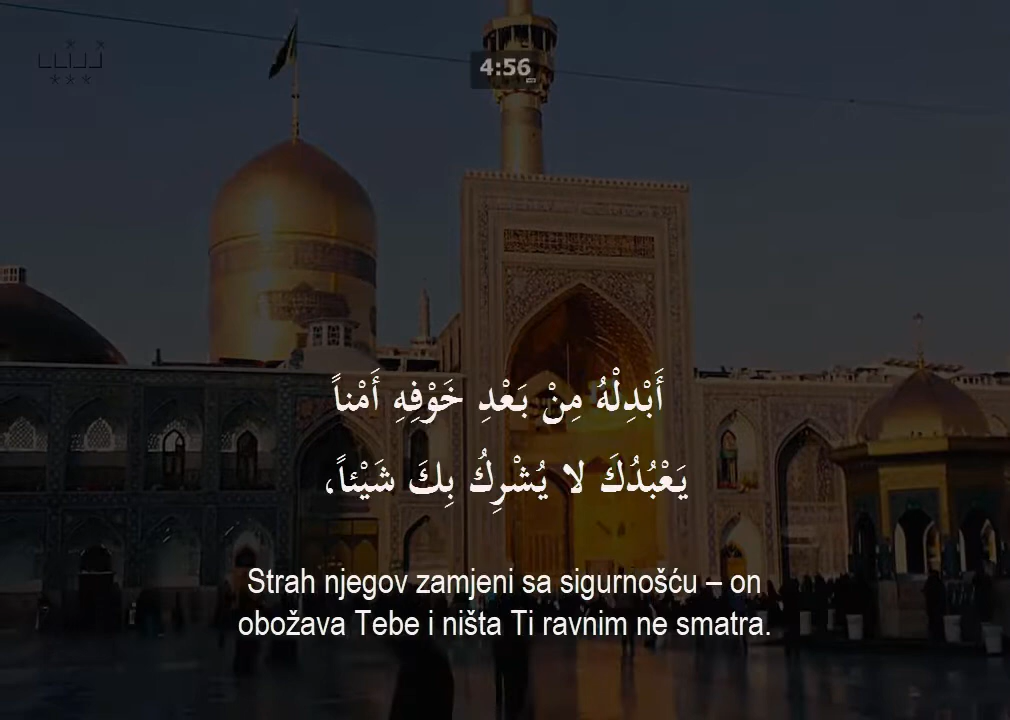 4:56
أَبْدِلْهُ مِنْ بَعْدِ خَوْفِهِ أَمْناً
يَعْبُدُكَ لا يُشْرِكُ بِكَ شَيْئاً،
Strah njegov zamjeni sa sigurnošću – on
obožava Tebe i ništa Ti ravnim ne smatra.